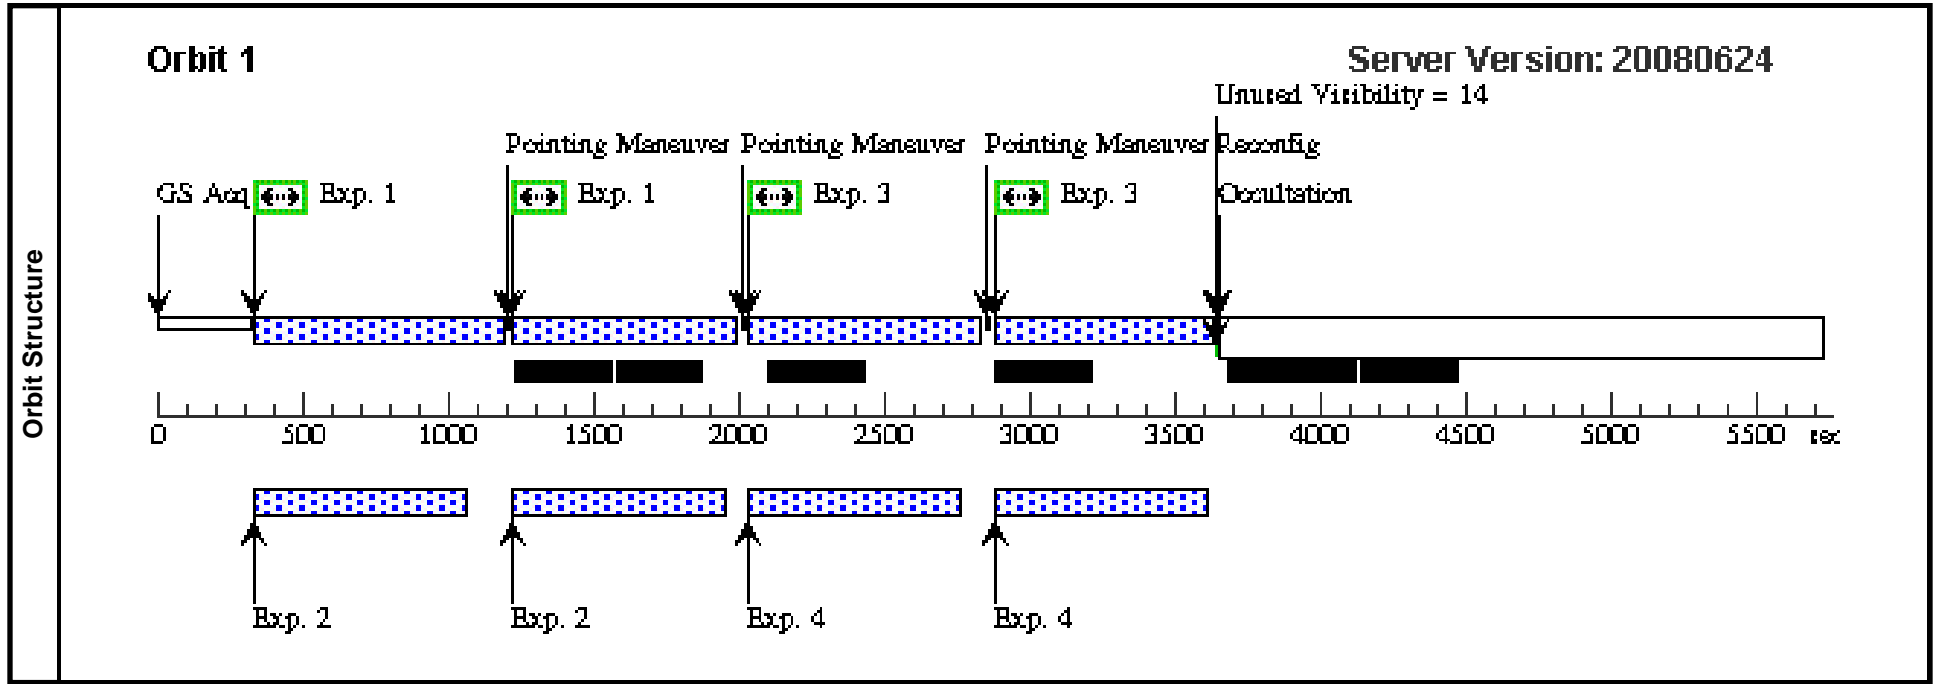 Orbit Structure
Orbit 1
Server Version: 20080624
Unused Visibility = 14
Pointing Maneuver Pointing Maneuver Pointing Maneuver Reconfig
GS Acq Exp. 1 Exp. 1 Exp. 3 Exp. 3 Occultation
0 500 1000 1500 2000 2500 3000 3500 4000 4500 5000 5500 sec
Exp. 2 Exp. 2 Exp. 4 Exp. 4